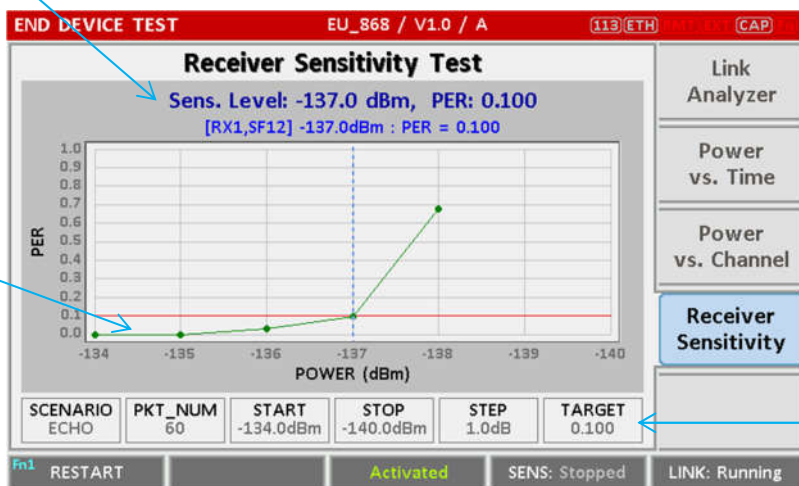 END DEVICE TEST
EU_868 / V1.0 / A
113 ETH
CAP
Receiver Sensitivity Test
Sens. Level: -137.0 dBm, PER: 0.100
[RX1,SF12] -137.0dBm : PER = 0.100
1.0
0.9
0.8
0.7
0.6
0.5
0.4
0.3
0.2
0.1
0.0
PER
-134 -135 -136 -137 -138 -139 -140
POWER (dBm)
SCENARIO
ECHO
PKT_NUM
60
START
-134.0dBm
STOP
-140.0dBm
STEP
1.0dB
TARGET
0.100
Link
Analyzer
Power
vs. Time
Power
vs. Channel
Receiver
Sensitivity
Fn1 RESTART
Activated
SENS: Stopped
LINK: Running